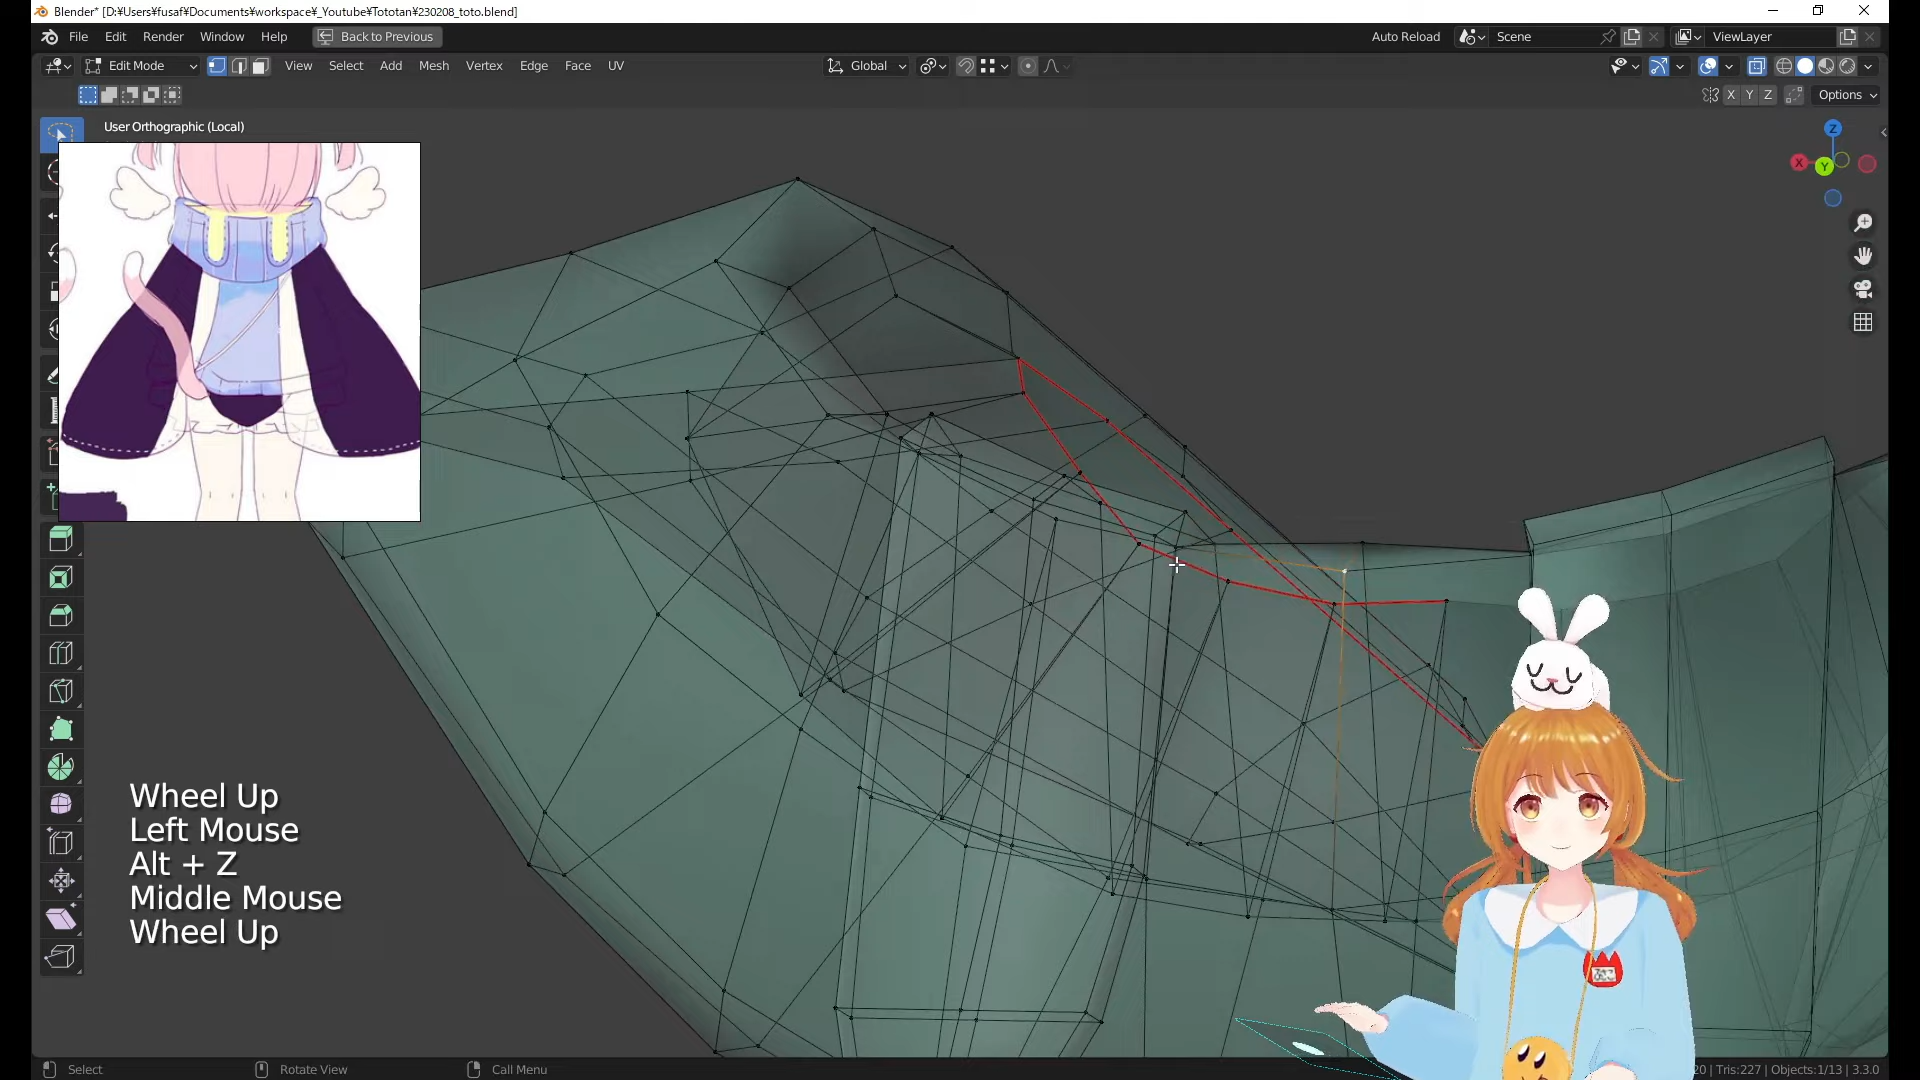 Blender* [D:¥Users¥fusaf¥Documents¥workspace¥_Youtube¥Tototan¥230208_toto.blend]
File Edit Render Window Help Back to Previous Auto Reload Scene ViewLayer
Edit Mode View Select Add Mesh Vertex Edge Face UV Global
X Y Z Options
User Orthographic (Local)
Z
X
Y
Wheel Up
Left Mouse
Alt + Z
Middle Mouse
Wheel Up
Select Rotate View Call Menu 20 | Tris:227 | Objects:1/13 | 3.3.0